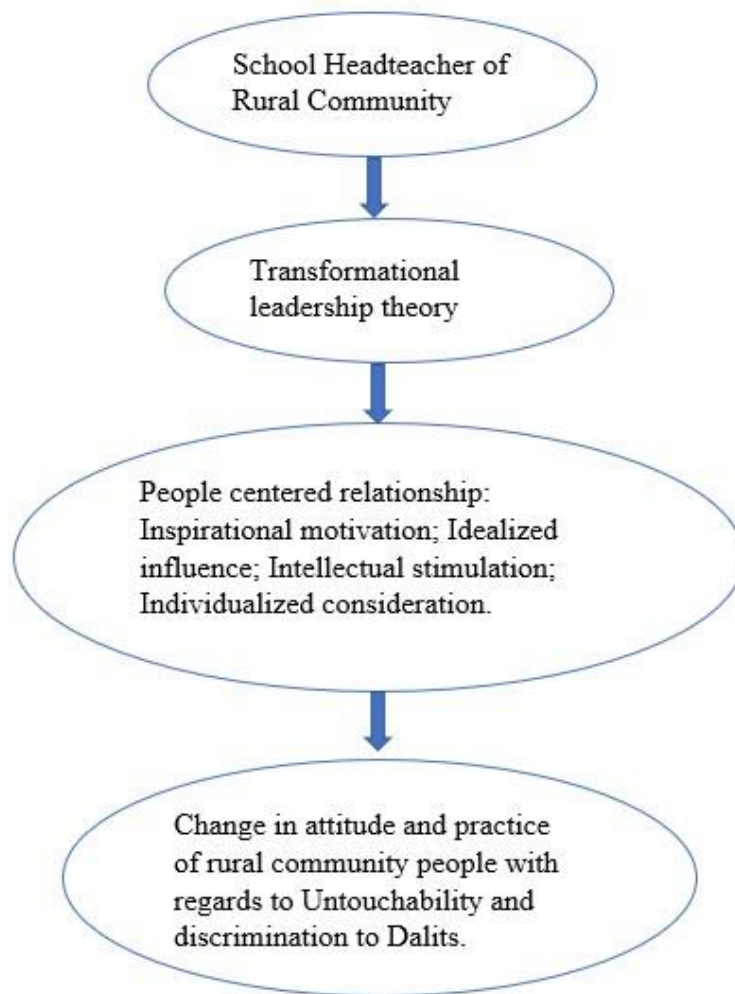 School Headteacher of
Rural Community
Transformational
leadership theory
People centered relationship:
Inspirational motivation; Idealized
influence; Intellectual stimulation;
Individualized consideration.
Change in attitude and practice
of rural community people with
regards to Untouchability and
discrimination to Dalits.